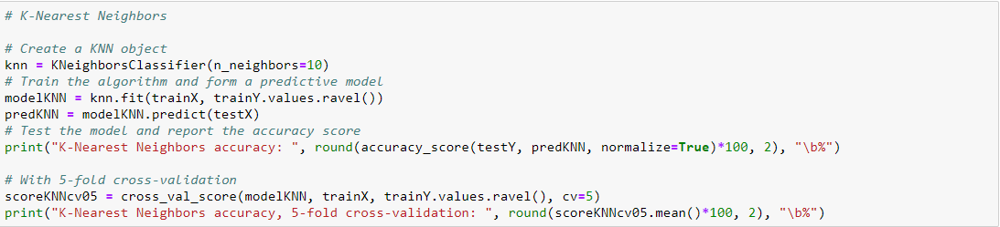 # K-Nearest Neighbors
# Create a KNN object
knn = KNeighborsClassifier(n_neighbors=10)
# Train the algorithm and form a predictive model
modelKNN = knn.fit(trainX, trainY.values.ravel())
predKNN = modelKNN.predict(testX)
# Test the model and report the accuracy score
print("K-Nearest Neighbors accuracy: ", round(accuracy_score(testY, predKNN, normalize=True)*100, 2), "\b%")
# With 5-fold cross-validation
scoreKNNcv05 = cross_val_score(modelKNN, trainX, trainY.values.ravel(), cv=5)
print("K-Nearest Neighbors accuracy, 5-fold cross-validation: ", round(scoreKNNcv05.mean()*100, 2), "\b%")